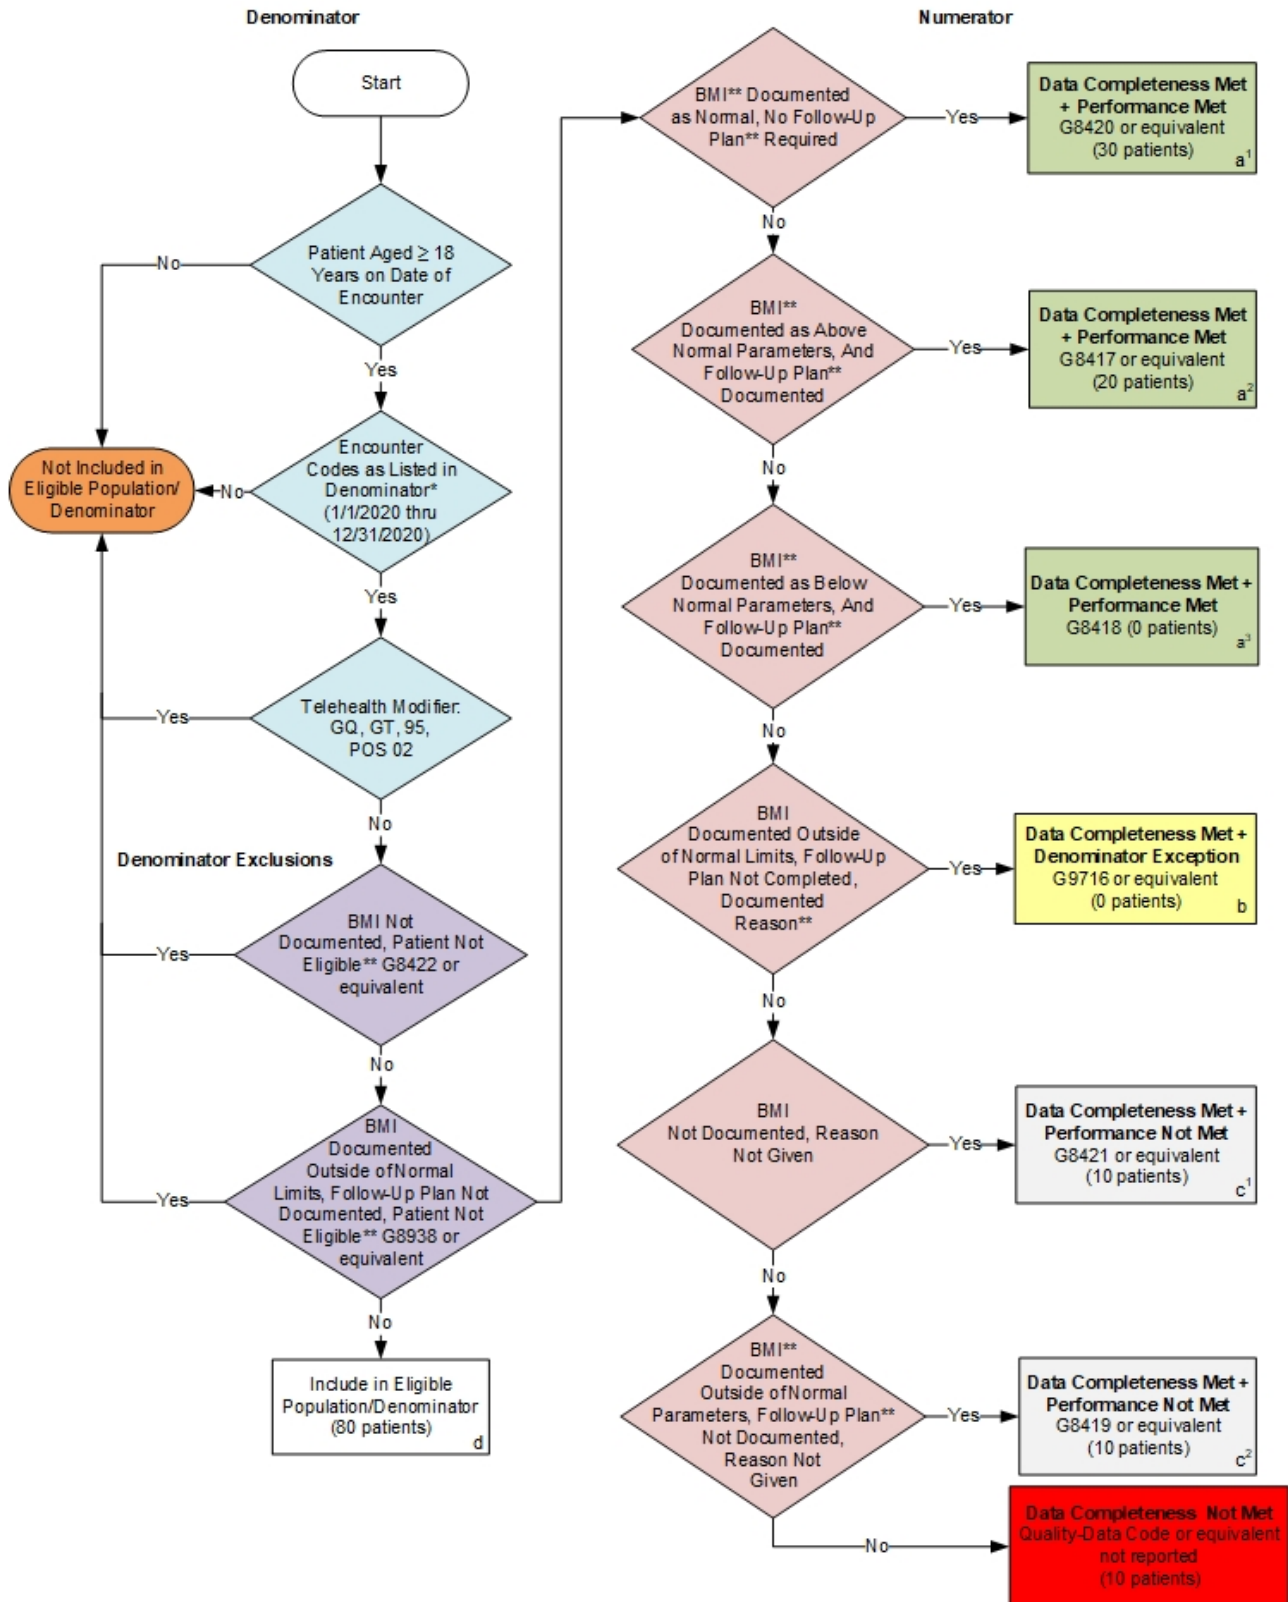 Denominator
Start
Patient Aged ≥ 18
Years on Date of
Encounter
No
Yes
Encounter
Codes as Listed in
Denominator*
(1/1/2020 thru
12/31/2020)
No
Not Included in
Eligible Population/
Denominator
Yes
Telehealth Modifier:
GQ, GT, 95,
POS 02
Yes
No
Denominator Exclusions
BMI Not
Documented, Patient Not
Eligible** G8422 or
equivalent
Yes
No
BMI
Documented
Outside of Normal
Limits, Follow-Up Plan Not
Documented, Patient Not
Eligible** G8938 or
equivalent
Yes
No
Include in Eligible
Population/Denominator
(80 patients)
d
Numerator
BMI** Documented
as Normal, No Follow-Up
Plan** Required
Yes
Data Completeness Met
+ Performance Met
G8420 or equivalent
(30 patients)
a¹
No
BMI**
Documented as Above
Normal Parameters, And
Follow-Up Plan**
Documented
Yes
Data Completeness Met
+ Performance Met
G8417 or equivalent
(20 patients)
a²
No
BMI**
Documented as Below
Normal Parameters, And
Follow-Up Plan**
Documented
Yes
Data Completeness Met +
Performance Met
G8418 (0 patients)
a³
No
BMI
Documented Outside
of Normal Limits, Follow-Up
Plan Not Completed,
Documented
Reason**
Yes
Data Completeness Met +
Denominator Exception
G9716 or equivalent
(0 patients)
b
No
BMI
Not Documented, Reason
Not Given
Yes
Data Completeness Met +
Performance Not Met
G8421 or equivalent
(10 patients)
c¹
No
BMI**
Documented
Outside of Normal
Parameters, Follow-Up Plan**
Not Documented,
Reason Not
Given
Yes
Data Completeness Met +
Performance Not Met
G8419 or equivalent
(10 patients)
c²
No
Data Completeness Not Met
Quality-Data Code or equivalent
not reported
(10 patients)